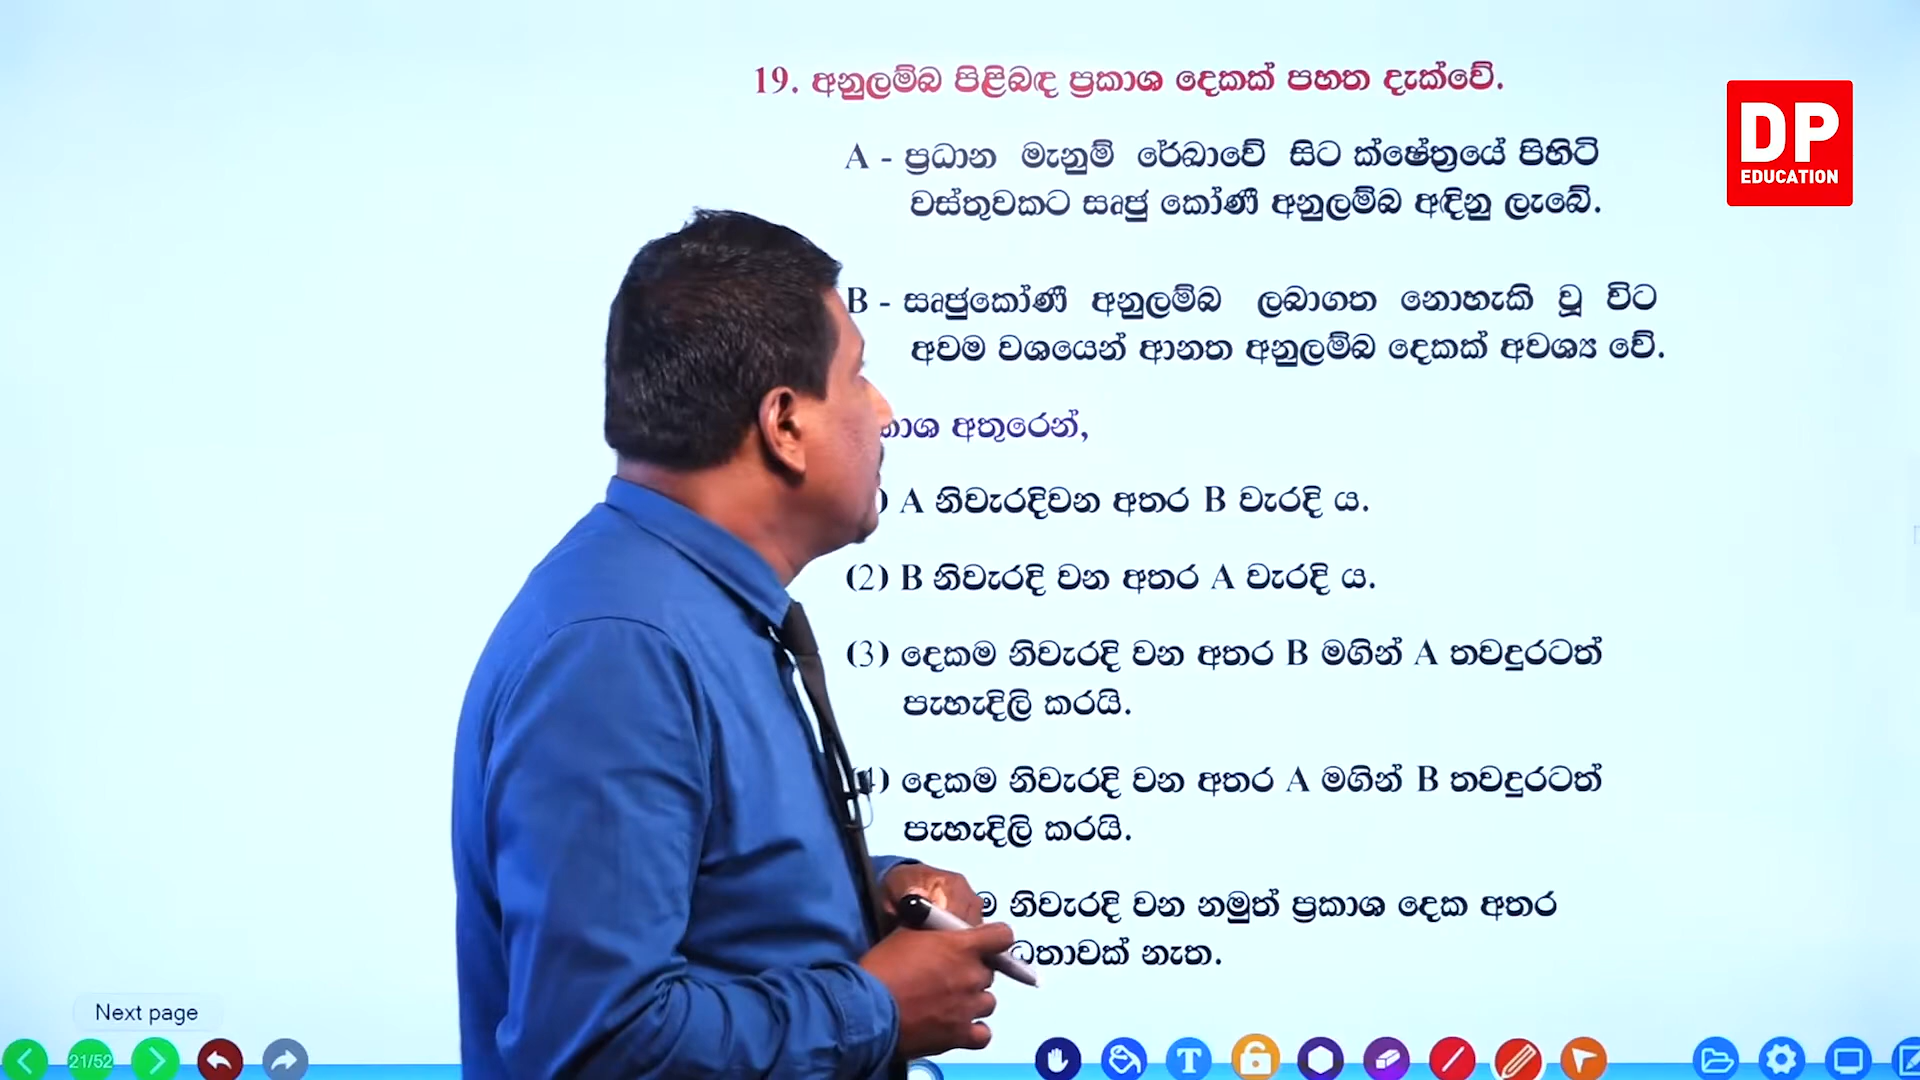 19. අනුලම්බ පිළිබඳ ප්‍රකාශ දෙකක් පහත දැක්වේ.
DP
EDUCATION
A - ප්‍රධාන මැනුම් රේඛාවේ සිට ක්ෂේත්‍රයේ පිහිටි
වස්තුවකට සෘජු කෝණී අනුලම්බ අඳිනු ලැබේ.
B - සෘජුකෝණී අනුලම්බ ලබාගත නොහැකි වූ විට
අවම වශයෙන් ආනත අනුලම්බ දෙකක් අවශ්‍ය වේ.
අතුරෙන්,
A නිවැරදිවන අතර B වැරදි ය.
(2) B නිවැරදි වන අතර A වැරදි ය.
(3) දෙකම නිවැරදි වන අතර B මගින් A තවදුරටත්
පැහැදිලි කරයි.
(4) දෙකම නිවැරදි වන අතර A මගින් B තවදුරටත්
පැහැදිලි කරයි.
නිවැරදි වන නමුත් ප්‍රකාශ දෙක අතර
නැත.
Next page
21/52
T